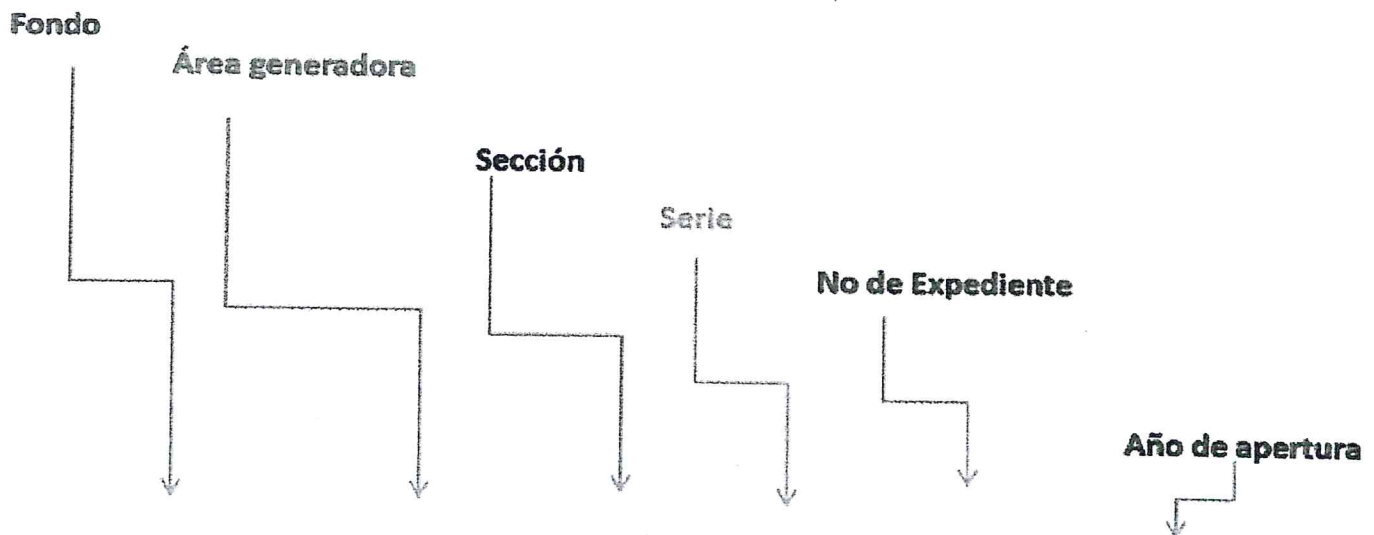 Fondo
Área generadora
Sección
Serie
No de Expediente
Año de apertura